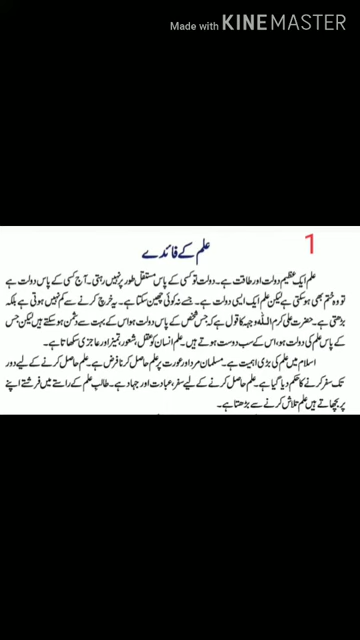 Made with KINEMASTER
1
علم کے فائدے
علم ایک عظیم دولت اور طاقت ہے۔ دولت تو کسی کے پاس مستقل طور پر نہیں رہتی۔ آج کسی کے پاس دولت ہے
تو وہ ختم بھی ہو سکتی ہے لیکن علم ایک ایسی دولت ہے۔ جسے نہ کوئی چھین سکتا ہے۔ یہ خرچ کرنے سے کم نہیں ہوتی ہے بلکہ
بڑھتی ہے۔ حضرت علی کرم اللہ وجہہ کا قول ہے کہ جس شخص کے پاس دولت ہو اس کے بہت سے دشمن ہو سکتے ہیں لیکن جس
کے پاس علم کی دولت ہو، اس کے سب دوست ہوتے ہیں۔ علم انسان کو عقل، شعور، تمیز اور عاجزی سکھاتا ہے۔
اسلام میں علم کی بڑی اہمیت ہے۔ مسلمان مرد اور عورت پر علم حاصل کرنا فرض ہے۔ علم حاصل کرنے کے لیے دور
تک سفر کرنے کا حکم دیا گیا ہے۔ علم حاصل کرنے کے لیے سفر، عبادت اور جہاد ہے۔ طالب علم کے راستے میں فرشتے اپنے
پر بچھاتے ہیں علم تلاش کرنے سے بڑھتا ہے۔